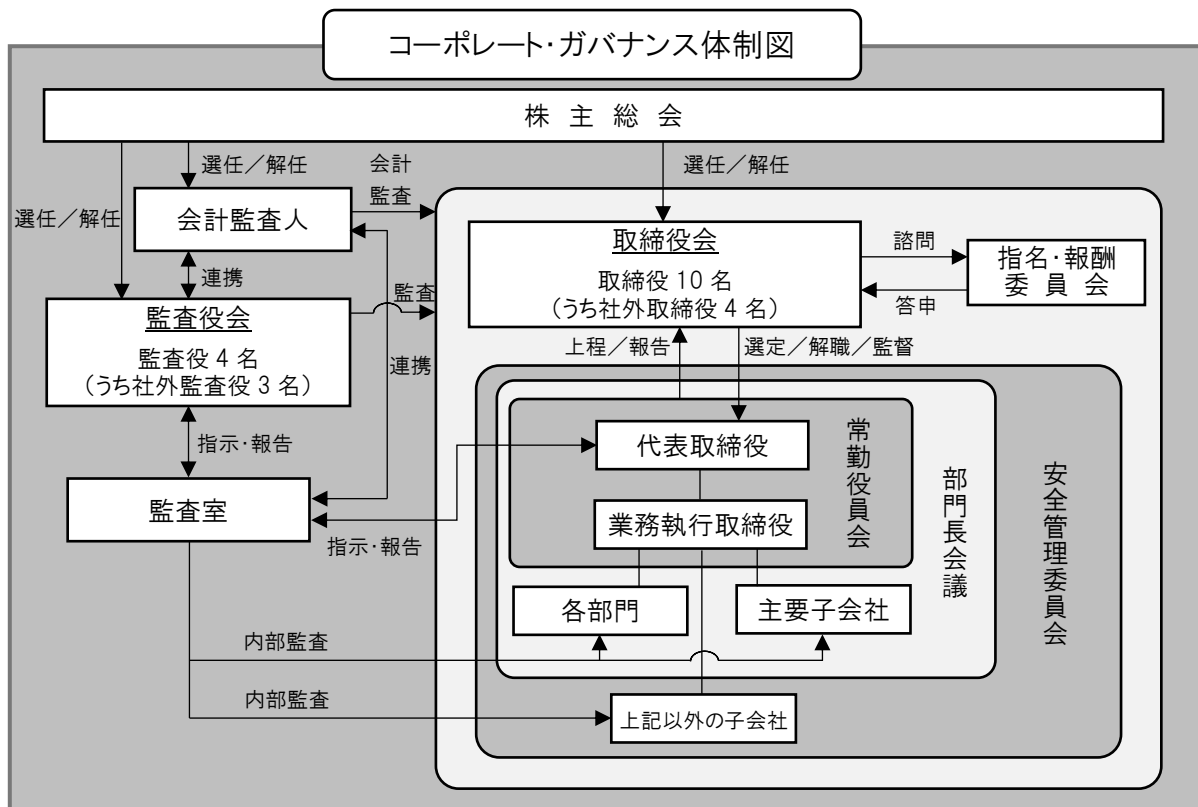 コーポレート・ガバナンス体制図
株主総会
選任／解任
選任／解任
会計
監査
選任／解任
会計監査人
連携
監査
監査役会
監査役 4 名
（うち社外監査役 3 名）
連携
指示・報告
監査室
指示・報告
取締役会
取締役 10 名
（うち社外取締役 4 名）
諮問
答申
指名・報酬
委員会
上程／報告
選定／解職／監督
代表取締役
業務執行取締役
常勤役員会
部門長会議
安全管理委員会
各部門
主要子会社
内部監査
内部監査
上記以外の子会社